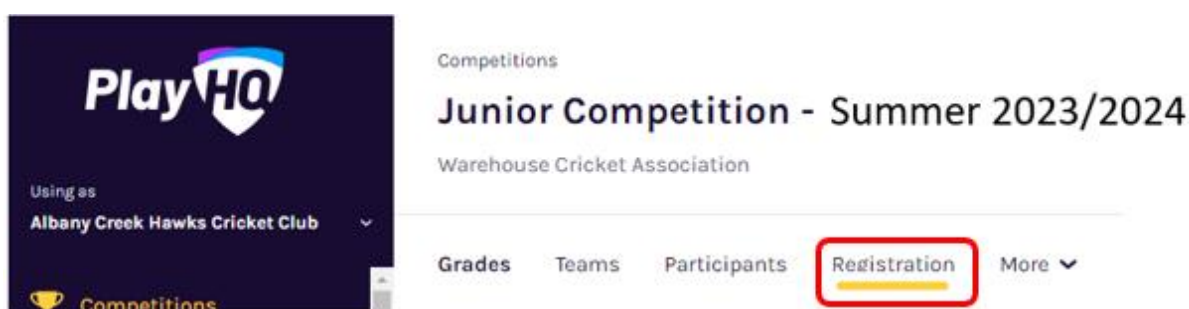 PlayHQ
Using as
Albany Creek Hawks Cricket Club
Competitions
Competitions
Junior Competition - Summer 2023/2024
Warehouse Cricket Association
Grades Teams Participants Registration More